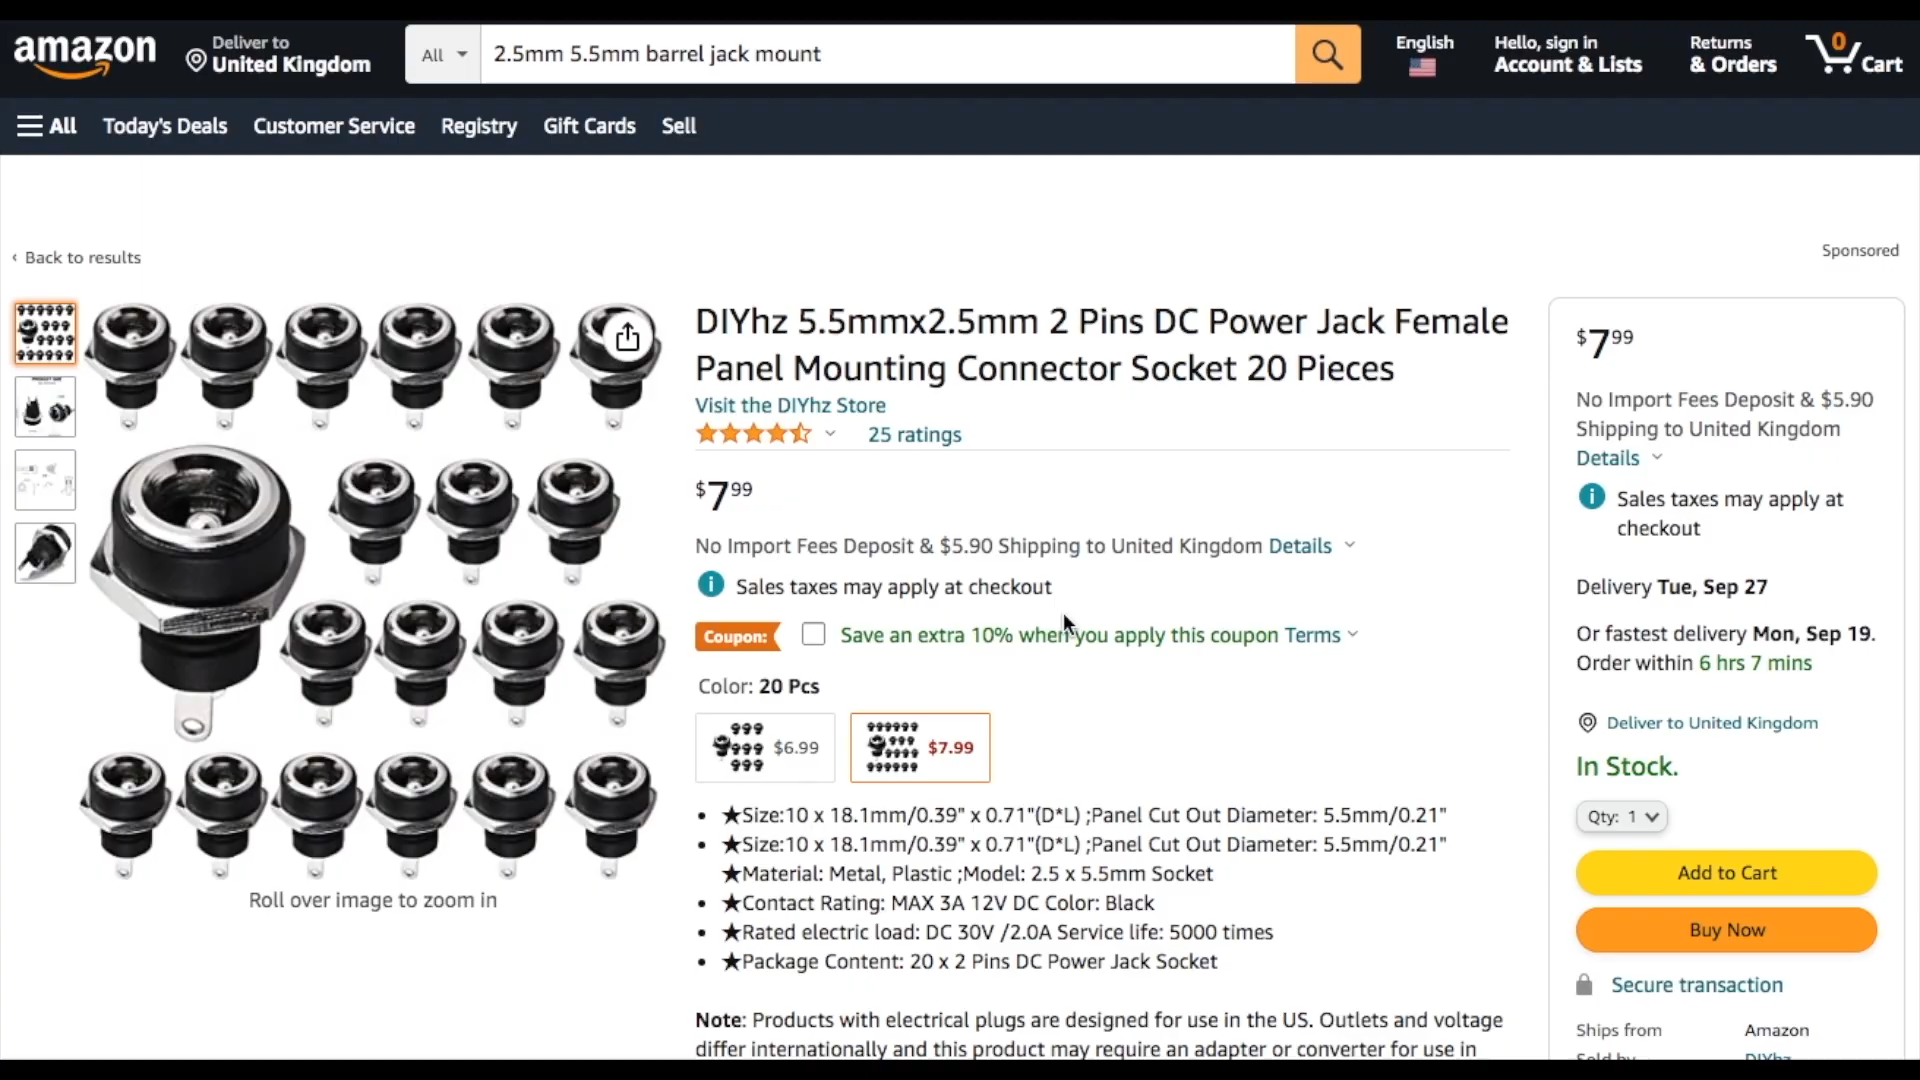 amazon
Deliver to
United Kingdom
All
2.5mm 5.5mm barrel jack mount
English
Hello, sign in
Account & Lists
Returns
& Orders
0
Cart
All
Today's Deals
Customer Service
Registry
Gift Cards
Sell
‹ Back to results
Sponsored
DIYhz 5.5mmx2.5mm 2 Pins DC Power Jack Female
Panel Mounting Connector Socket 20 Pieces
Visit the DIYhz Store
25 ratings
$799
No Import Fees Deposit & $5.90 Shipping to United Kingdom Details
Sales taxes may apply at checkout
Coupon:
Save an extra 10% when you apply this coupon Terms
Color: 20 Pcs
$6.99
$7.99
• ★Size:10 x 18.1mm/0.39" x 0.71"(D*L) ;Panel Cut Out Diameter: 5.5mm/0.21"
• ★Size:10 x 18.1mm/0.39" x 0.71"(D*L) ;Panel Cut Out Diameter: 5.5mm/0.21"
★Material: Metal, Plastic ;Model: 2.5 x 5.5mm Socket
• ★Contact Rating: MAX 3A 12V DC Color: Black
• ★Rated electric load: DC 30V /2.0A Service life: 5000 times
• ★Package Content: 20 x 2 Pins DC Power Jack Socket
Note: Products with electrical plugs are designed for use in the US. Outlets and voltage
differ internationally and this product may require an adapter or converter for use in
Roll over image to zoom in
$799
No Import Fees Deposit & $5.90
Shipping to United Kingdom
Details
Sales taxes may apply at
checkout
Delivery Tue, Sep 27
Or fastest delivery Mon, Sep 19.
Order within 6 hrs 7 mins
Deliver to United Kingdom
In Stock.
Qty: 1
Add to Cart
Buy Now
Secure transaction
Ships from Amazon
Sold by DIYhz